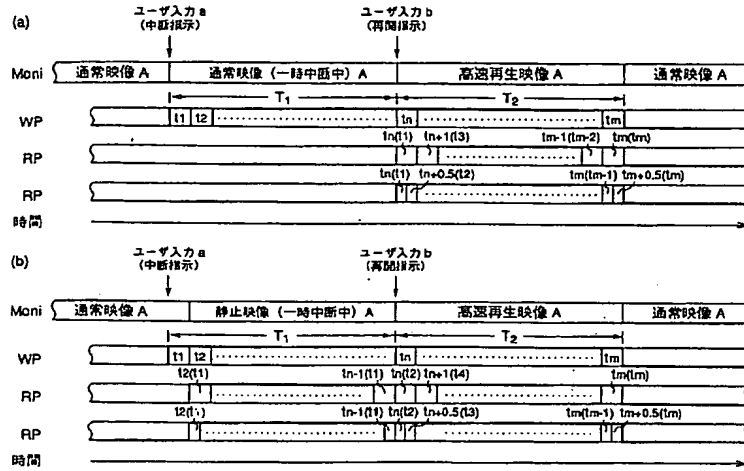 (a)
ユーザ入力 a
(中断指示)
ユーザ入力 b
(再開指示)
Moni 通常映像 A 通常映像 (一時中断中) A 高速再生映像 A 通常映像 A
T1 T2
WP t1 t2 tn tm
tn(t1) tn+1(t3) tm-1(tm-2) tm(tm)
RP
tn(t1) tn+0.5(t2) tm(tm-1) tm+0.5(tm)
RP
時間
(b)
ユーザ入力 a
(中断指示)
ユーザ入力 b
(再開指示)
Moni 通常映像 A 静止映像 (一時中断中) A 高速再生映像 A 通常映像 A
T1 T2
WP t1 t2 tn tm
t2(t1) tn-1(t1) tn(t2) tn+1(t4) tm(tm)
RP
tn-1(t1) tn(t2) tn+0.5(t3) tm(tm-1) tm+0.5(tm)
RP
時間